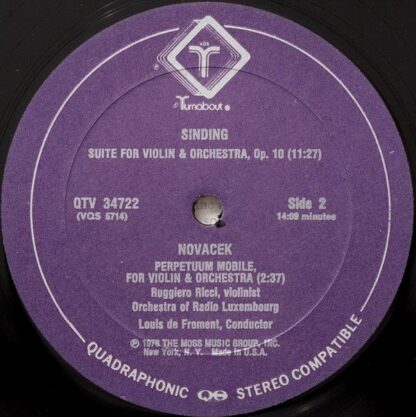 VOX
Turnabout
SINDING
SUITE FOR VIOLIN & ORCHESTRA, Op. 10 (11:27)
QTV 34722
(VQS 5714)
Side 2
14:09 minutes
NOVACEK
PERPETUUM MOBILE,
FOR VIOLIN & ORCHESTRA (2:37)
Ruggiero Ricci, violinist
Orchestra of Radio Luxembourg
Louis de Froment, Conductor
℗ 1978 THE MOSS MUSIC GROUP, INC.
New York, N. Y. Made in U.S.A.
QUADRAPHONIC QS STEREO COMPATIBLE